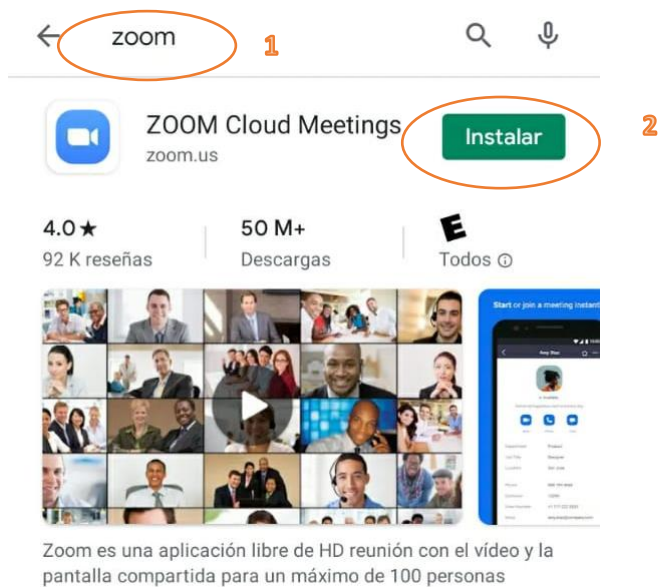 zoom
1
ZOOM Cloud Meetings
zoom.us
Instalar
2
4.0★
92 K reseñas
50 M+
Descargas
E
Todos
Start or join a meeting instant
Zoom es una aplicación libre de HD reunión con el vídeo y la
pantalla compartida para un máximo de 100 personas